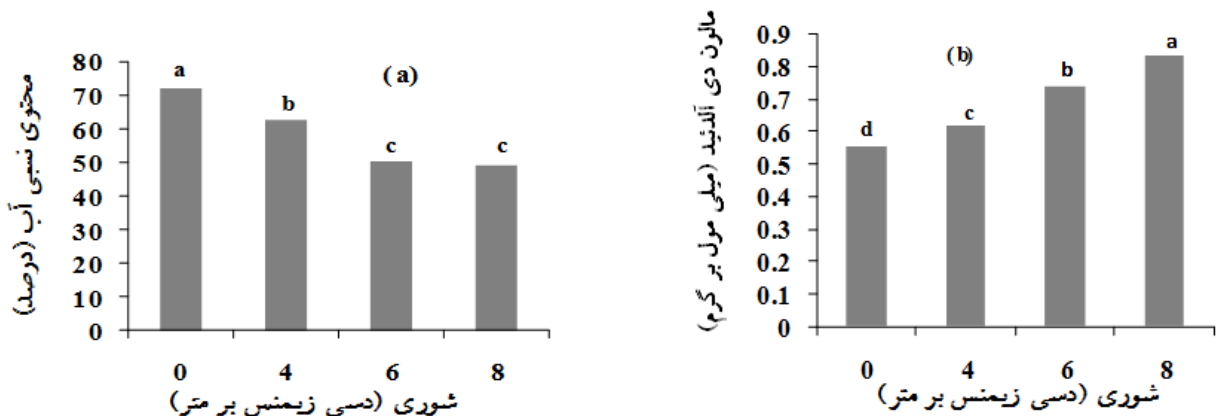 محتوی نسبی آب (درصد)
80
70
60
50
40
30
20
10
0
(a)
a
b
c
c
0 4 6 8
شوری (دسی زیمنس بر متر)
مالون دی آلدئید (میلی مول بر گرم)
0.9
0.8
0.7
0.6
0.5
0.4
0.3
0.2
0.1
0
(b)
d
c
b
a
0 4 6 8
شوری (دسی زیمنس بر متر)